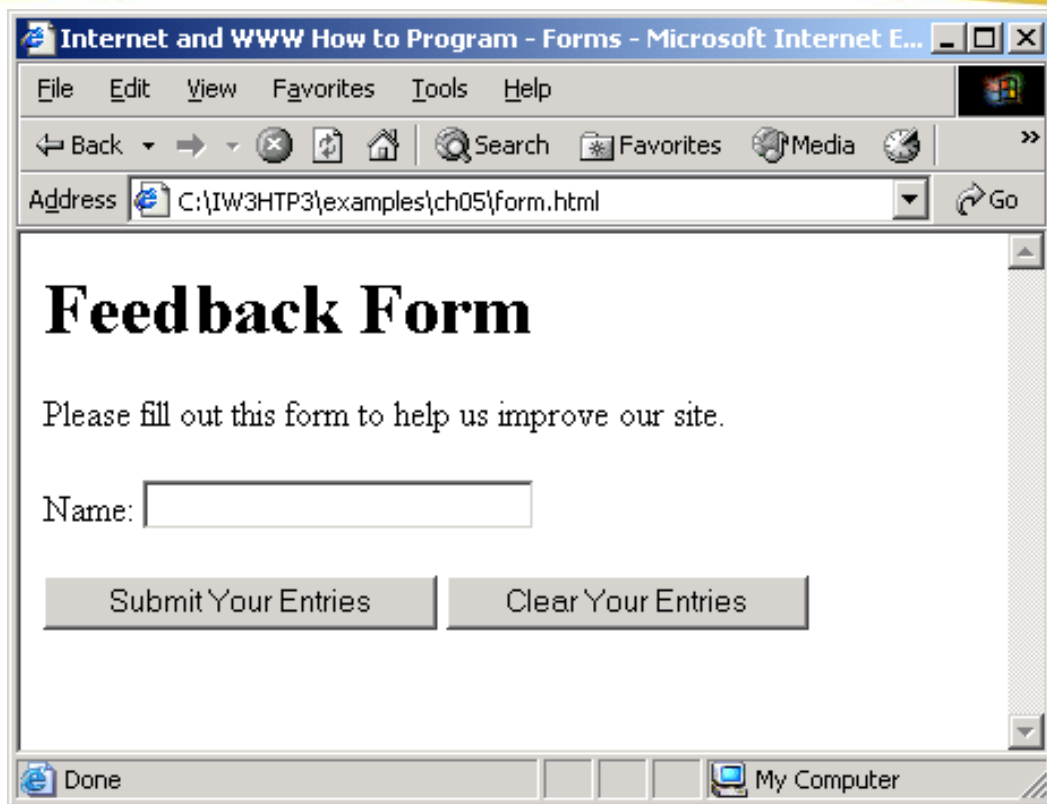 Internet and WWW How to Program - Forms - Microsoft Internet E...
File Edit View Favorites Tools Help
Back Search Favorites Media »
Address C:\IW3HTP3\examples\ch05\form.html Go
Feedback Form
Please fill out this form to help us improve our site.
Name:
Submit Your Entries Clear Your Entries
Done My Computer